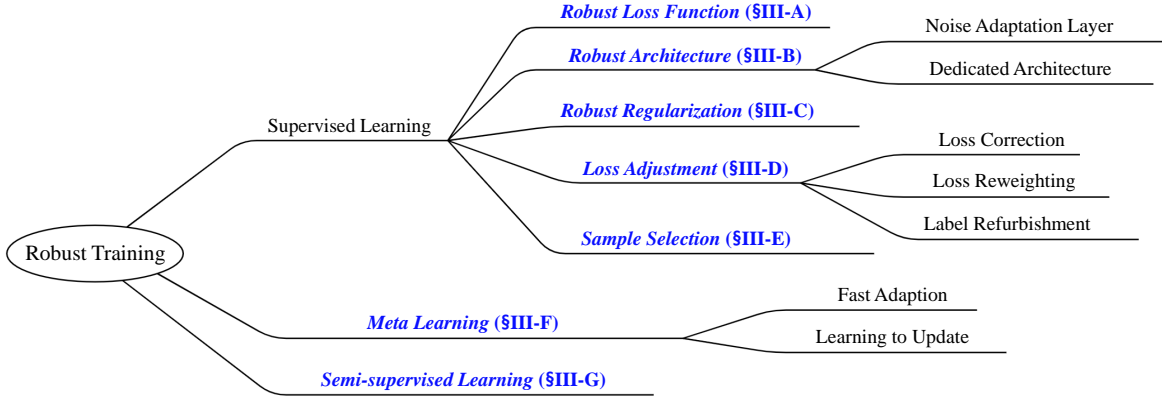 Robust Loss Function (§III-A)
Noise Adaptation Layer
Robust Architecture (§III-B)
Dedicated Architecture
Robust Regularization (§III-C)
Supervised Learning
Loss Correction
Loss Adjustment (§III-D)
Loss Reweighting
Label Refurbishment
Sample Selection (§III-E)
Robust Training
Fast Adaption
Meta Learning (§III-F)
Learning to Update
Semi-supervised Learning (§III-G)